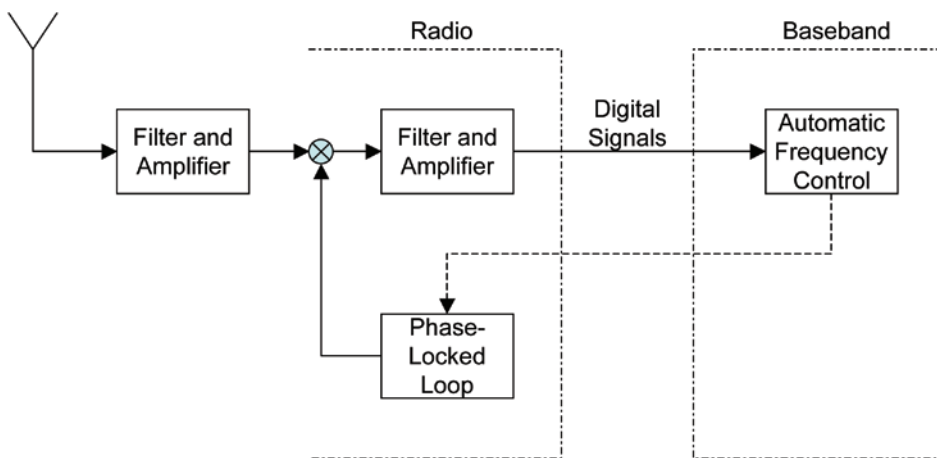 Radio
Baseband
Filter and
Amplifier
Filter and
Amplifier
Digital
Signals
Automatic
Frequency
Control
Phase-
Locked
Loop